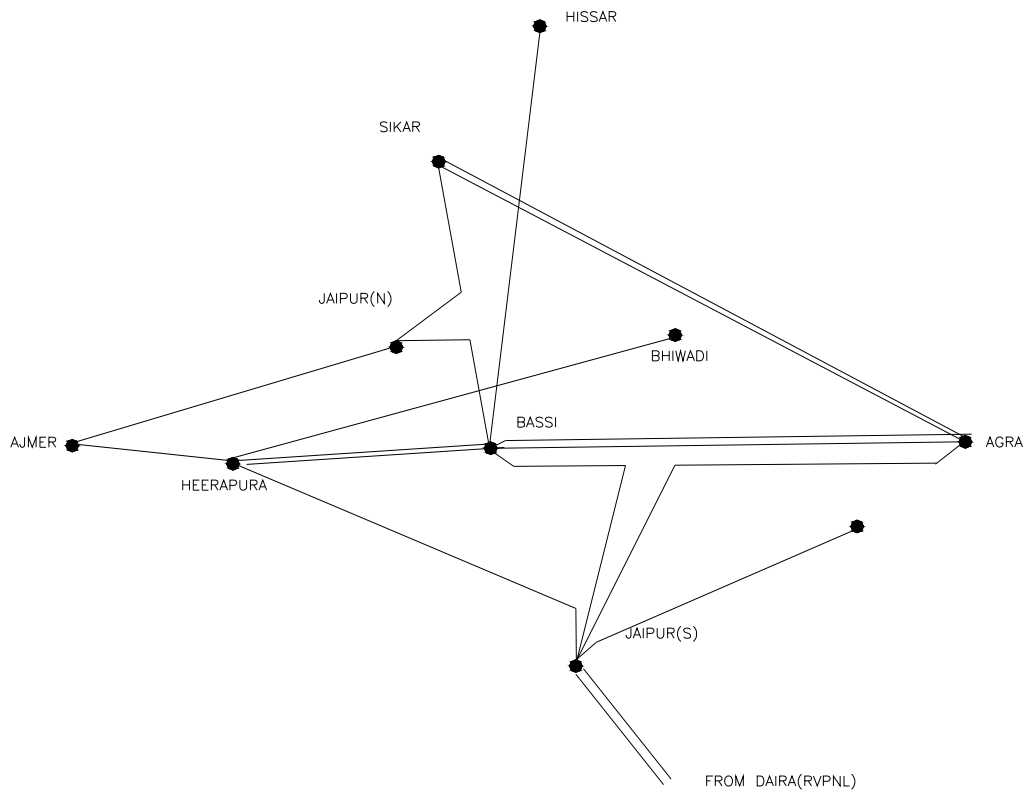 HISSAR
SIKAR
JAIPUR(N)
BHIWADI
BASSI
AJMER
AGRA
HEERAPURA
JAIPUR(S)
FROM DAIRA(RVPNL)